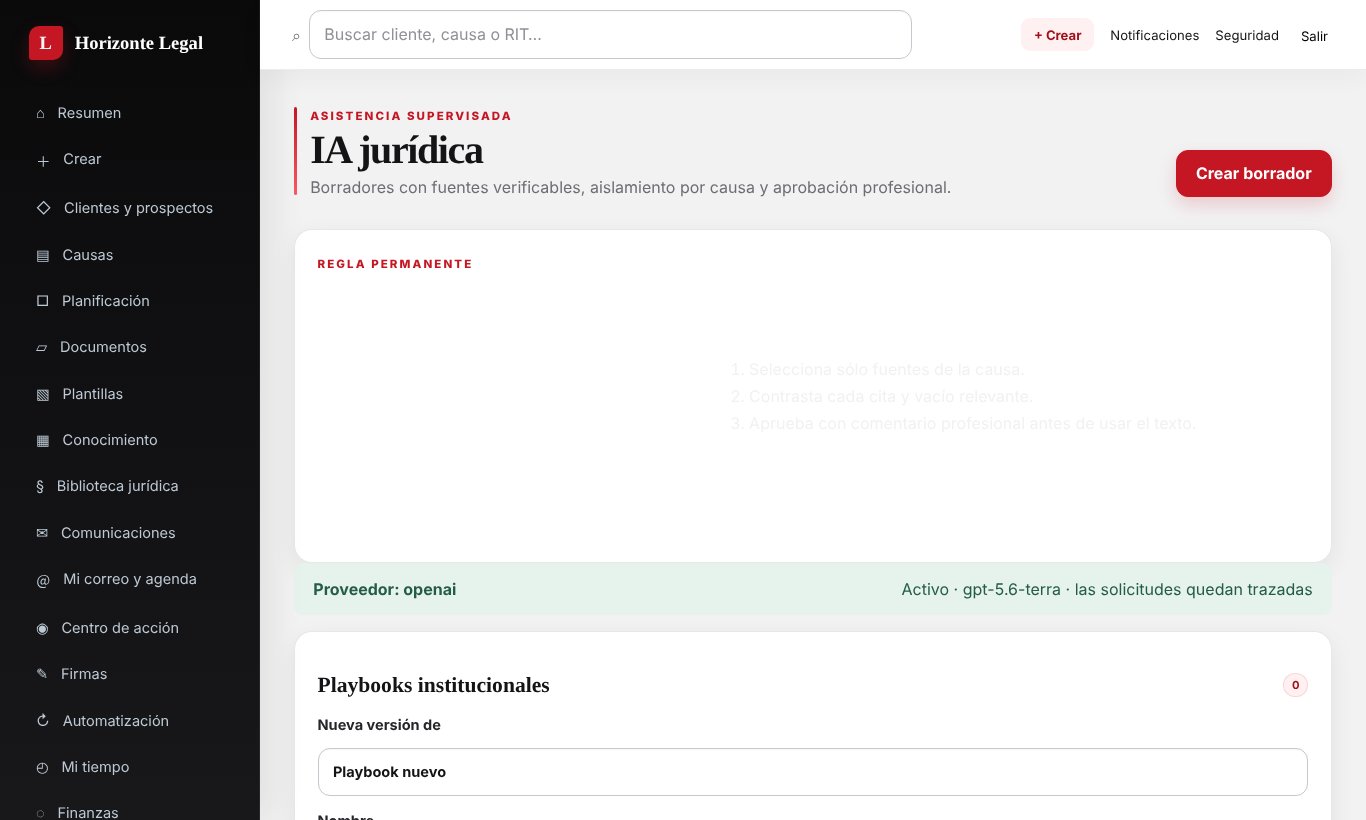 L Horizonte Legal
Resumen
Crear
Clientes y prospectos
Causas
Planificación
Documentos
Plantillas
Conocimiento
§ Biblioteca jurídica
Comunicaciones
@ Mi correo y agenda
Centro de acción
Firmas
Automatización
Mi tiempo
Finanzas
Buscar cliente, causa o RIT...
+ Crear
Notificaciones
Seguridad
Salir
ASISTENCIA SUPERVISADA
IA jurídica
Borradores con fuentes verificables, aislamiento por causa y aprobación profesional.
Crear borrador
REGLA PERMANENTE
1. Selecciona sólo fuentes de la causa.
2. Contrasta cada cita y vacío relevante.
3. Aprueba con comentario profesional antes de usar el texto.
Proveedor: openai
Activo · gpt-5.6-terra · las solicitudes quedan trazadas
Playbooks institucionales
0
Nueva versión de
Playbook nuevo
Nombre